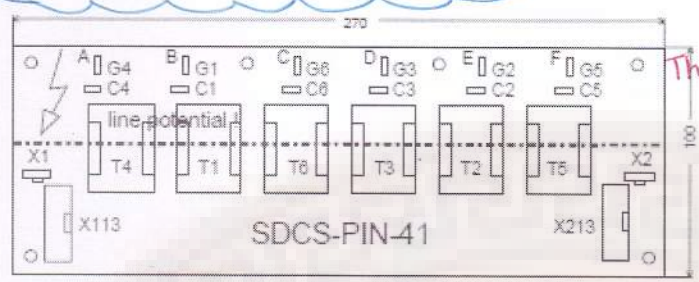 270
A B C D E F
G4 G1 G6 G3 G2 G5
Th
C4 C1 C6 C3 C2 C5
100
line potential !
X1 T4 T1 T6 T3 T2 T5 X2
X113 SDCS-PIN-41 X213